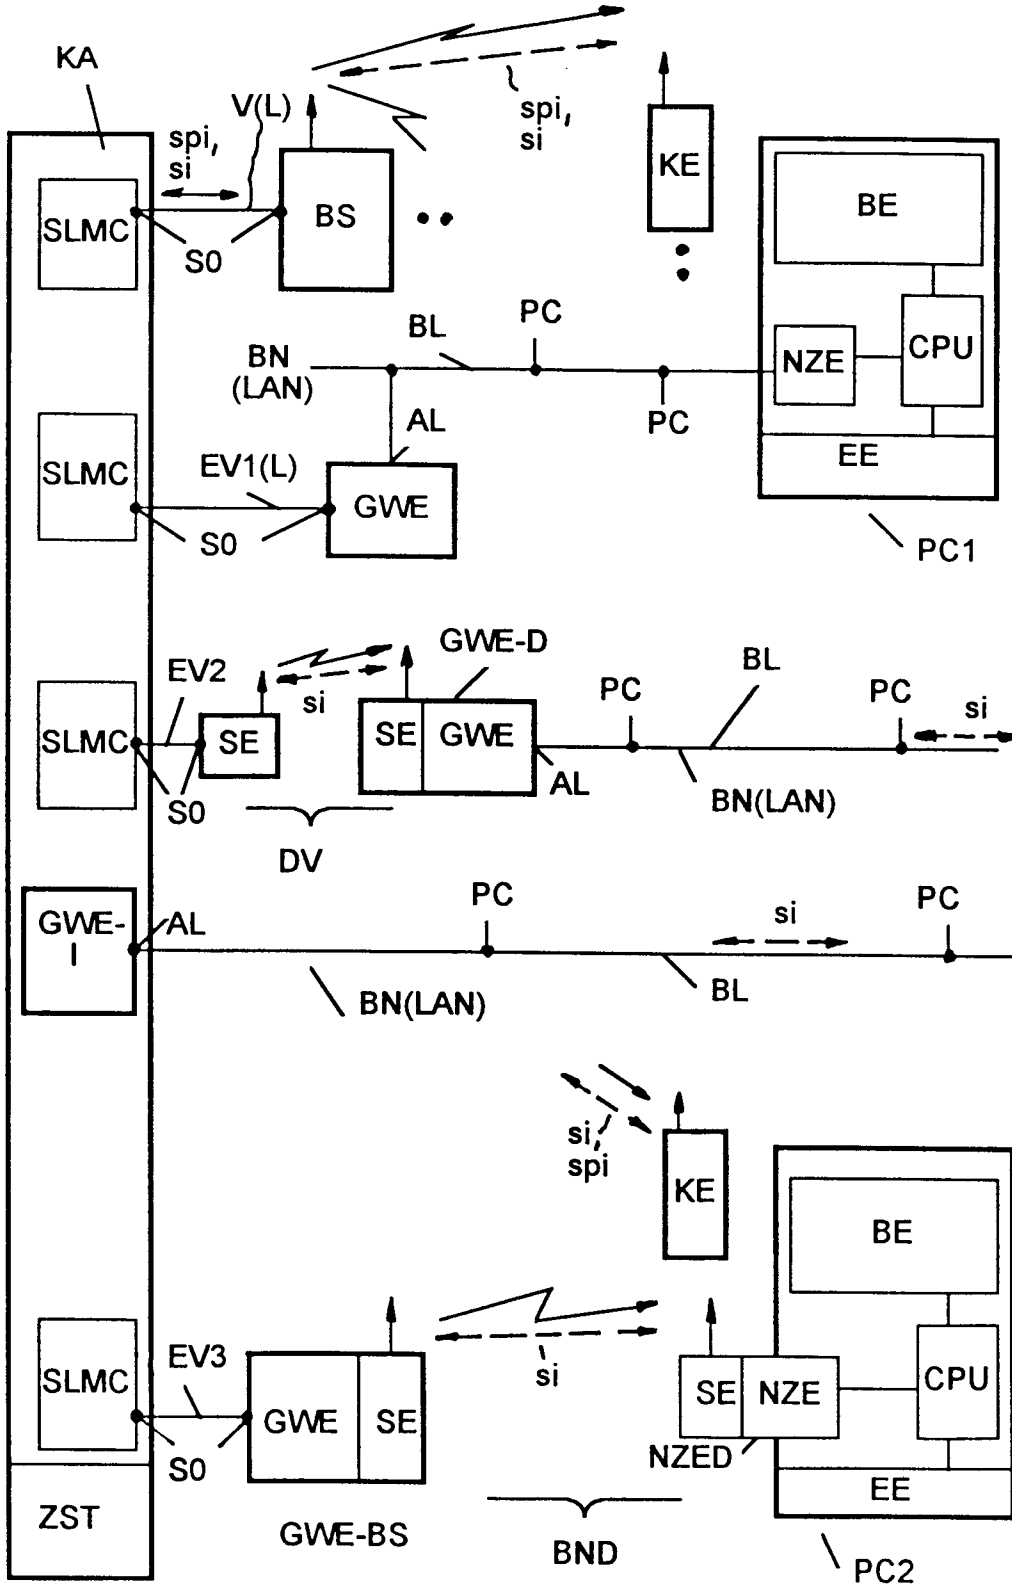 KA
V(L)
spi,
si
spi,
si
SLMC
S0
BS
KE
BE
CPU
NZE
EE
PC1
BN
(LAN)
BL
PC
PC
AL
SLMC
EV1(L)
S0
GWE
GWE-D
EV2
si
SLMC
S0
SE
SE
GWE
AL
PC
BL
PC
si
BN(LAN)
DV
GWE-
I
AL
PC
si
PC
BN(LAN)
BL
si,
spi
KE
BE
CPU
SLMC
EV3
S0
GWE
SE
si
SE
NZE
NZED
EE
ZST
GWE-BS
BND
PC2